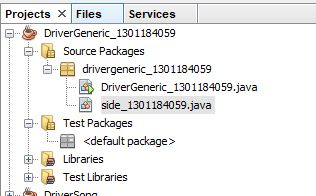 Projects x Files Services
DriverGeneric_1301184059
Source Packages
drivergeneric_1301184059
DriverGeneric_1301184059.java
side_1301184059.java
Test Packages
<default package>
Libraries
Test Libraries
DriverSong